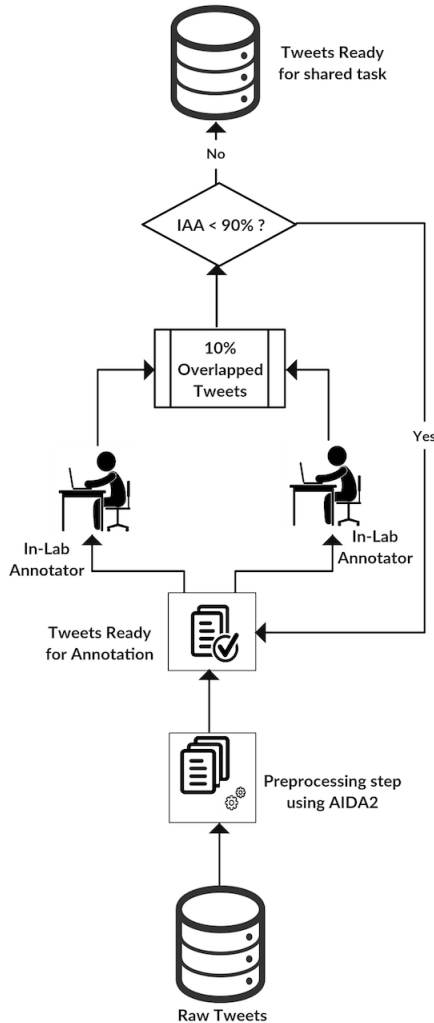 Tweets Ready
for shared task
No
IAA < 90% ?
10%
Overlapped
Tweets
Yes
In-Lab
Annotator
In-Lab
Annotator
Tweets Ready
for Annotation
Preprocessing step
using AIDA2
Raw Tweets